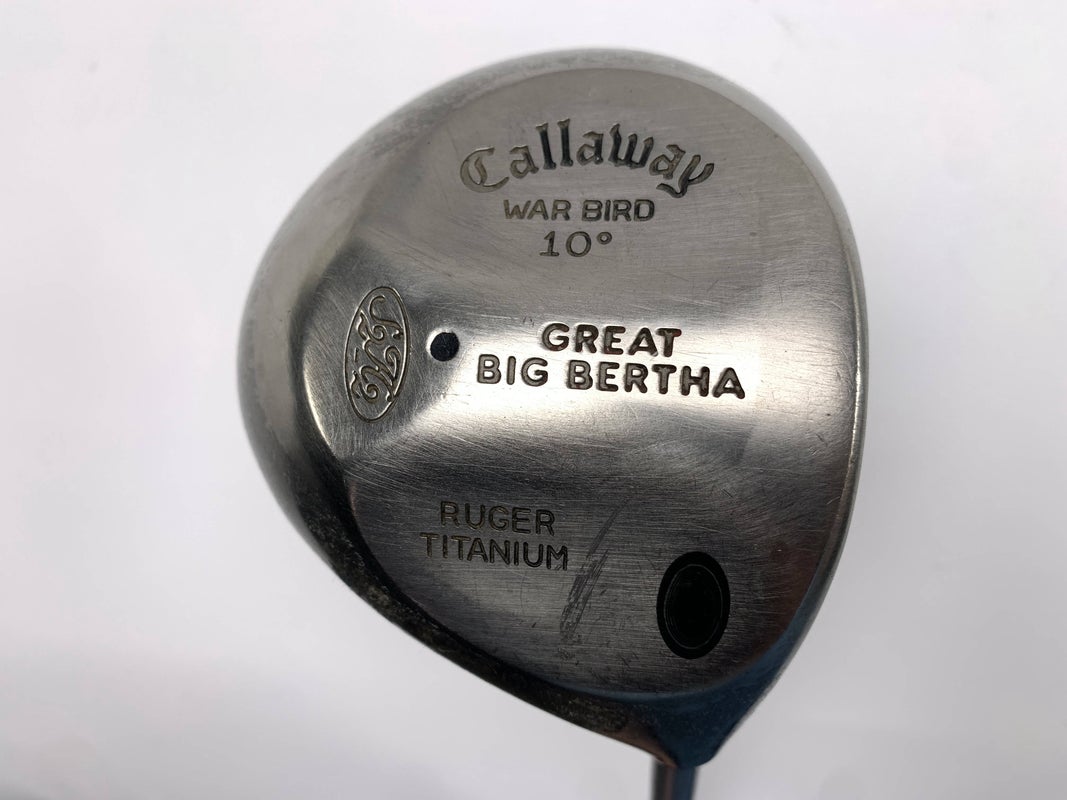 Callaway
WAR BIRD
10°
GREAT
BIG BERTHA
RUGER
TITANIUM